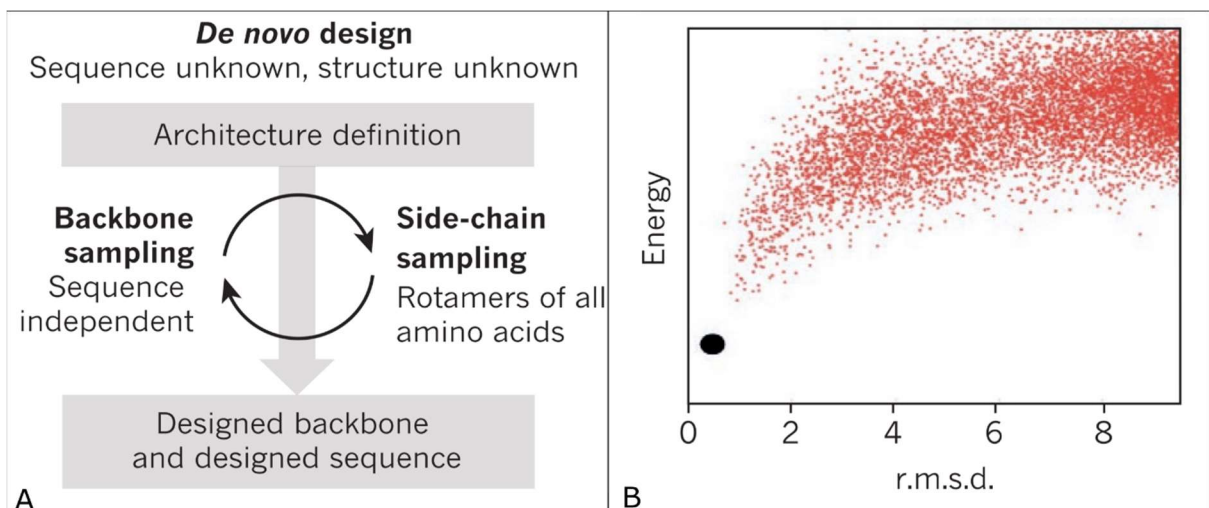 De novo design
Sequence unknown, structure unknown
Architecture definition
Backbone
sampling
Sequence
independent
Side-chain
sampling
Rotamers of all
amino acids
Designed backbone
and designed sequence
A
Energy
0 2 4 6 8
r.m.s.d.
B